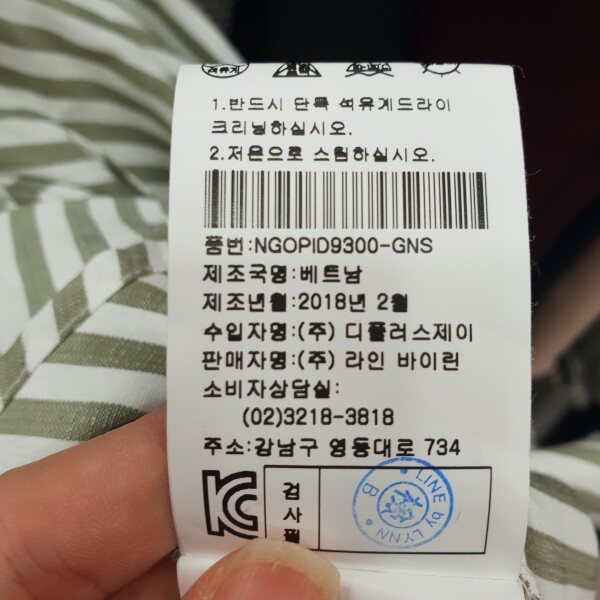 석유계
1.반드시 단독 석유계드라이
크리닝하십시오.
2.저온으로 스팀하십시오.
품번:NGOPID9300-GNS
제조국명:베트남
제조년월:2018년 2월
수입자명:(주) 디플러스제이
판매자명:(주) 라인 바이린
소비자상담실:
(02)3218-3818
주소:강남구 영동대로 734
KC
검
사
필
LINE by LYNN
B